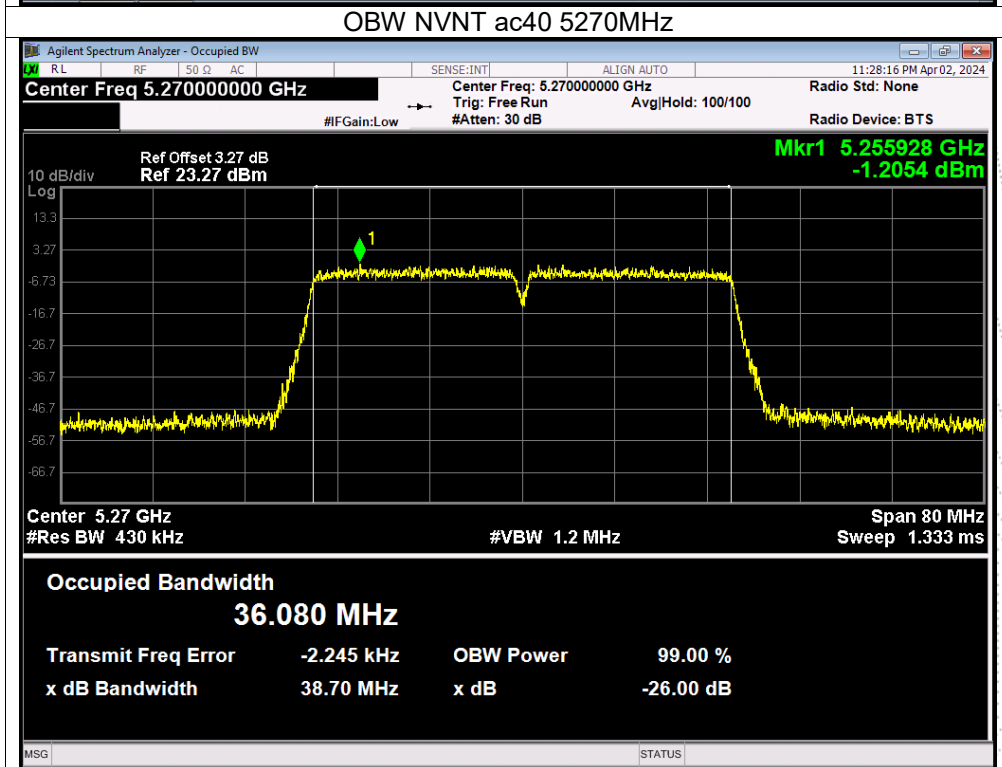 OBW NVNT ac40 5270MHz
Agilent Spectrum Analyzer - Occupied BW
LXI RL RF 50 Ω AC SENSE:INT ALIGN AUTO 11:28:16 PM Apr 02, 2024
Center Freq 5.270000000 GHz Center Freq: 5.270000000 GHz Radio Std: None
Trig: Free Run Avg|Hold: 100/100
#IFGain:Low #Atten: 30 dB Radio Device: BTS
Mkr1 5.255928 GHz
-1.2054 dBm
Ref Offset 3.27 dB
10 dB/div Ref 23.27 dBm
Log
13.3
1
3.27
-6.73
-16.7
-26.7
-36.7
-46.7
-56.7
-66.7
Center 5.27 GHz Span 80 MHz
#Res BW 430 kHz #VBW 1.2 MHz Sweep 1.333 ms
Occupied Bandwidth
36.080 MHz
Transmit Freq Error -2.245 kHz OBW Power 99.00 %
x dB Bandwidth 38.70 MHz x dB -26.00 dB
MSG STATUS